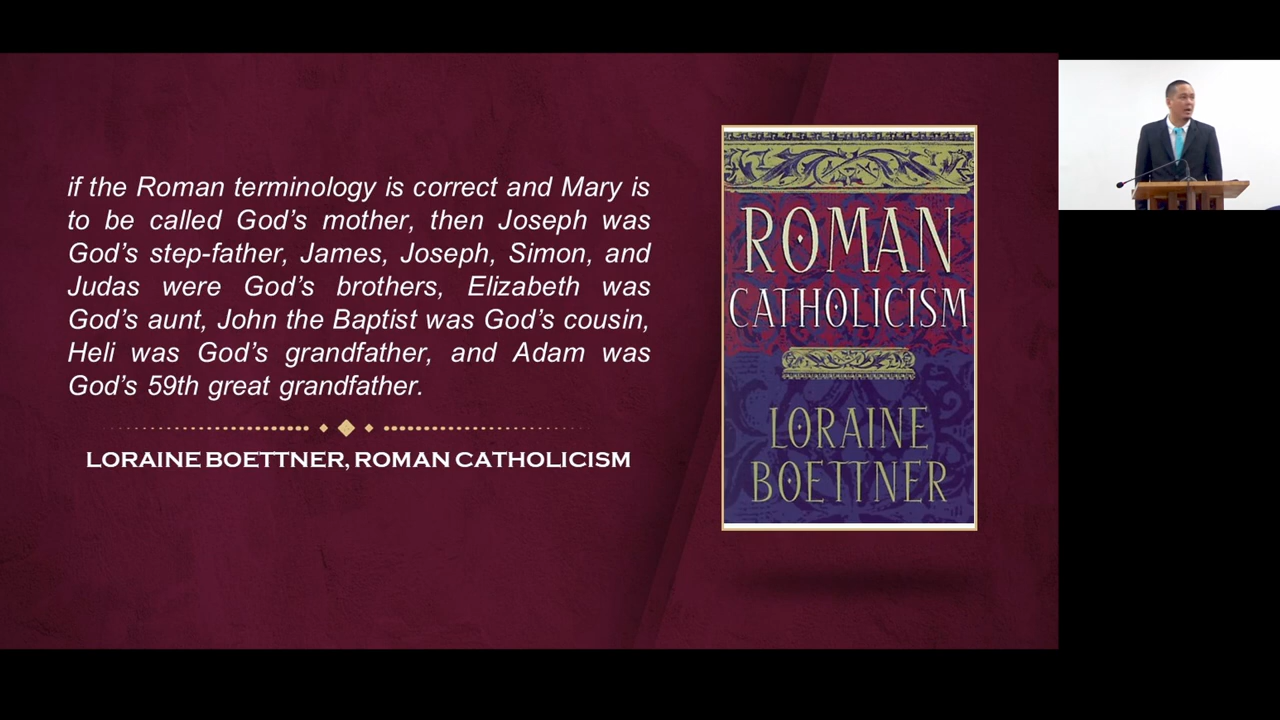 if the Roman terminology is correct and Mary is
to be called God's mother, then Joseph was
God's step-father, James, Joseph, Simon, and
Judas were God's brothers, Elizabeth was
God's aunt, John the Baptist was God's cousin,
Heli was God's grandfather, and Adam was
God's 59th great grandfather.
LORAINE BOETTNER, ROMAN CATHOLICISM
ROMAN
CATHOLICISM
LORAINE
BOETTNER